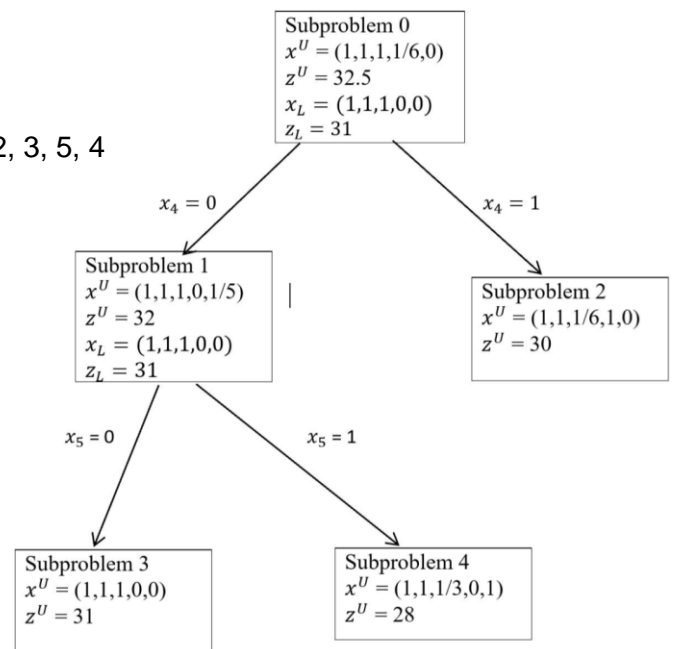 Subproblem 0
x^U = (1,1,1,1/6,0)
z^U = 32.5
x_L = (1,1,1,0,0)
z_L = 31
2, 3, 5, 4
x_4 = 0
x_4 = 1
Subproblem 1
x^U = (1,1,1,0,1/5)
z^U = 32
x_L = (1,1,1,0,0)
z_L = 31
Subproblem 2
x^U = (1,1,1/6,1,0)
z^U = 30
x_5 = 0
x_5 = 1
Subproblem 3
x^U = (1,1,1,0,0)
z^U = 31
Subproblem 4
x^U = (1,1,1/3,0,1)
z^U = 28